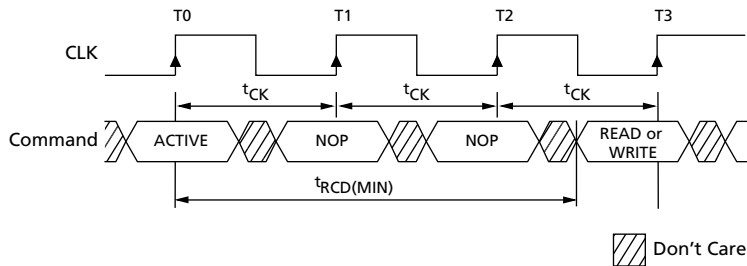 T0 T1 T2 T3
CLK
tCK tCK tCK
Command ACTIVE NOP NOP READ or
WRITE
tRCD(MIN)
Don't Care